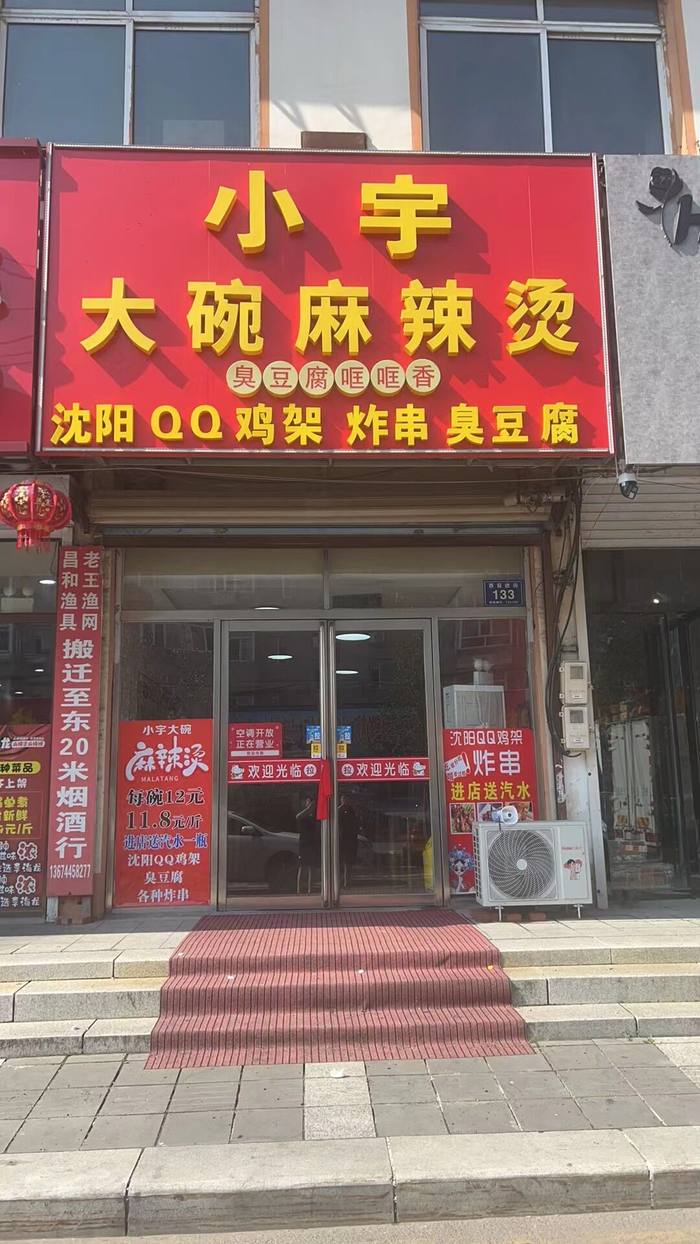 小宇
大碗麻辣烫
臭豆腐哐哐香
沈阳QQ鸡架 炸串 臭豆腐
133
老王渔网
昌和渔具
搬迁至东20米烟酒行
13674458277
小宇大碗
麻辣烫
MALATANG
每碗12元
11.8元/斤
进店送汽水一瓶
沈阳QQ鸡架
臭豆腐
各种炸串
空调开放
正在营业
欢迎光临 拉
拉 欢迎光临
沈阳QQ鸡架
炸串
进店送汽水
种菜品